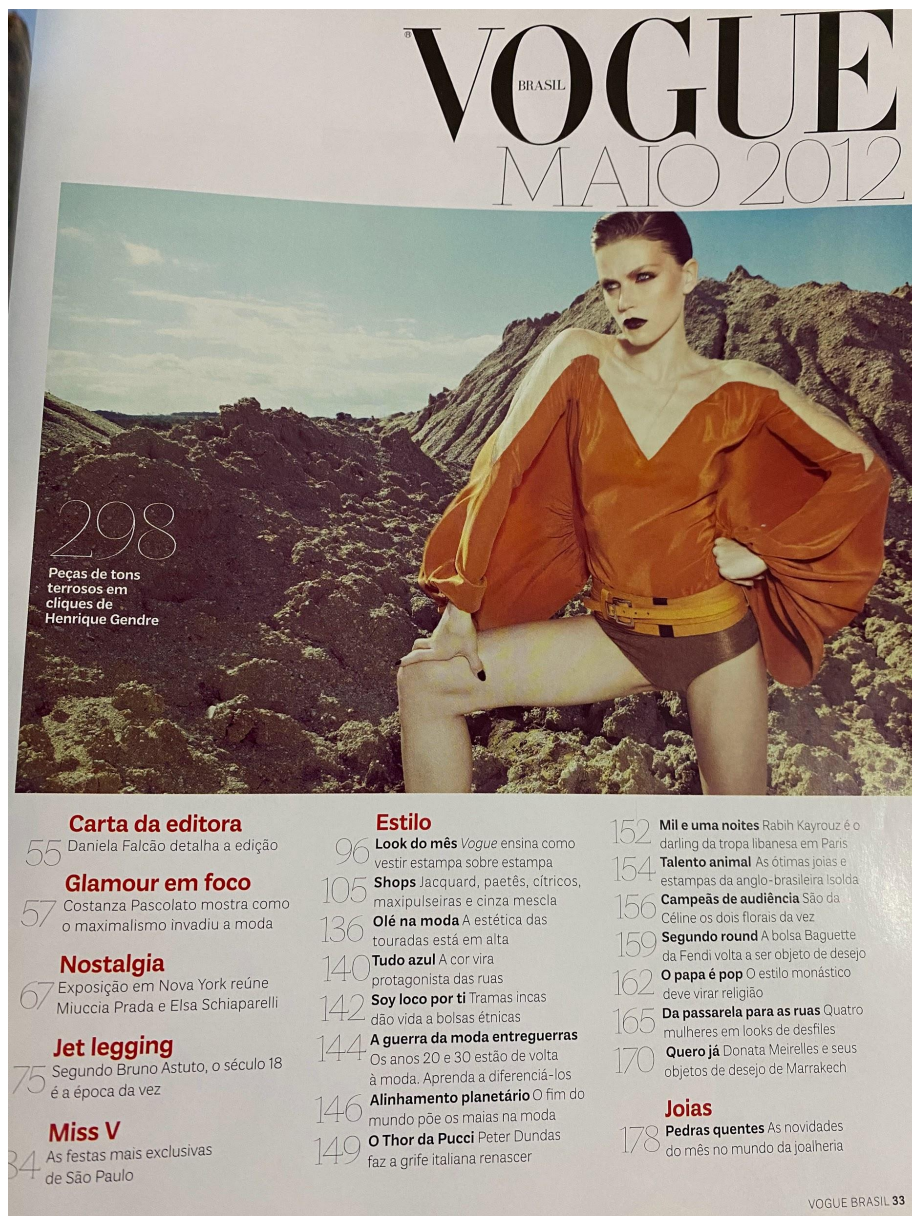 VOGUE
BRASIL
MAIO 2012
298
Peças de tons
terrosos em
cliques de
Henrique Gendre
Carta da editora
55 Daniela Falcão detalha a edição
Glamour em foco
57 Costanza Pascolato mostra como
o maximalismo invadiu a moda
Nostalgia
67 Exposição em Nova York reúne
Miuccia Prada e Elsa Schiaparelli
Jet legging
75 Segundo Bruno Astuto, o século 18
é a época da vez
Miss V
84 As festas mais exclusivas
de São Paulo
Estilo
96 Look do mês Vogue ensina como
vestir estampa sobre estampa
105 Shops Jacquard, paetês, cítricos,
maxipulseiras e cinza mescla
136 Olé na moda A estética das
touradas está em alta
140 Tudo azul A cor vira
protagonista das ruas
142 Soy loco por ti Tramas incas
dão vida a bolsas étnicas
144 A guerra da moda entreguerras
Os anos 20 e 30 estão de volta
à moda. Aprenda a diferenciá-los
146 Alinhamento planetário O fim do
mundo põe os maias na moda
149 O Thor da Pucci Peter Dundas
faz a grife italiana renascer
152 Mil e uma noites Rabih Kayrouz é o
darling da tropa libanesa em Paris
154 Talento animal As ótimas joias e
estampas da anglo-brasileira Isolda
156 Campeãs de audiência São da
Céline os dois florais da vez
159 Segundo round A bolsa Baguette
da Fendi volta a ser objeto de desejo
162 O papa é pop O estilo monástico
deve virar religião
165 Da passarela para as ruas Quatro
mulheres em looks de desfiles
170 Quero já Donata Meirelles e seus
objetos de desejo de Marrakech
Joias
178 Pedras quentes As novidades
do mês no mundo da joalheria
VOGUE BRASIL 33